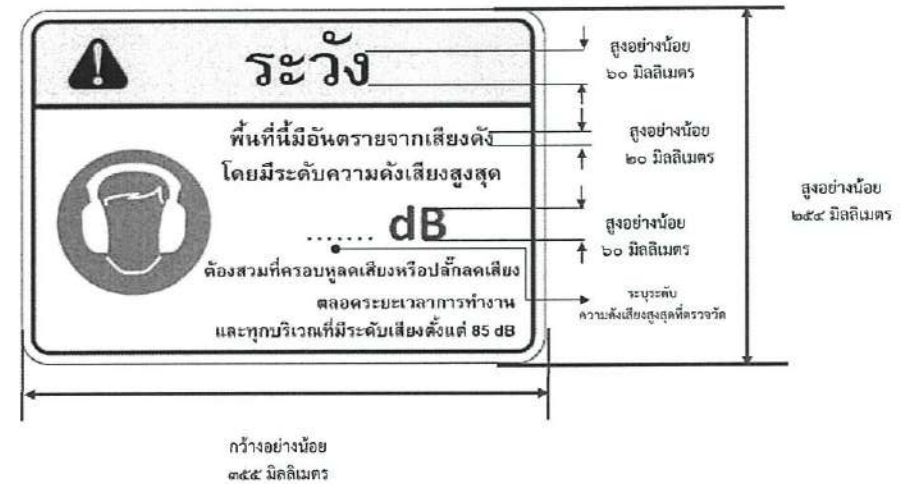 ระวัง
พื้นที่นี้มีอันตรายจากเสียงดัง
โดยมีระดับความดังเสียงสูงสุด
....... dB
ต้องสวมที่ครอบหูลดเสียงหรือปลั๊กลดเสียง
ตลอดระยะเวลาการทำงาน
และทุกบริเวณที่มีระดับเสียงตั้งแต่ 85 dB
สูงอย่างน้อย
๖๐ มิลลิเมตร
สูงอย่างน้อย
๒๐ มิลลิเมตร
สูงอย่างน้อย
๖๐ มิลลิเมตร
ระบุระดับ
ความดังเสียงสูงสุดที่ตรวจวัด
สูงอย่างน้อย
๒๕๔ มิลลิเมตร
กว้างอย่างน้อย
๓๕๕ มิลลิเมตร